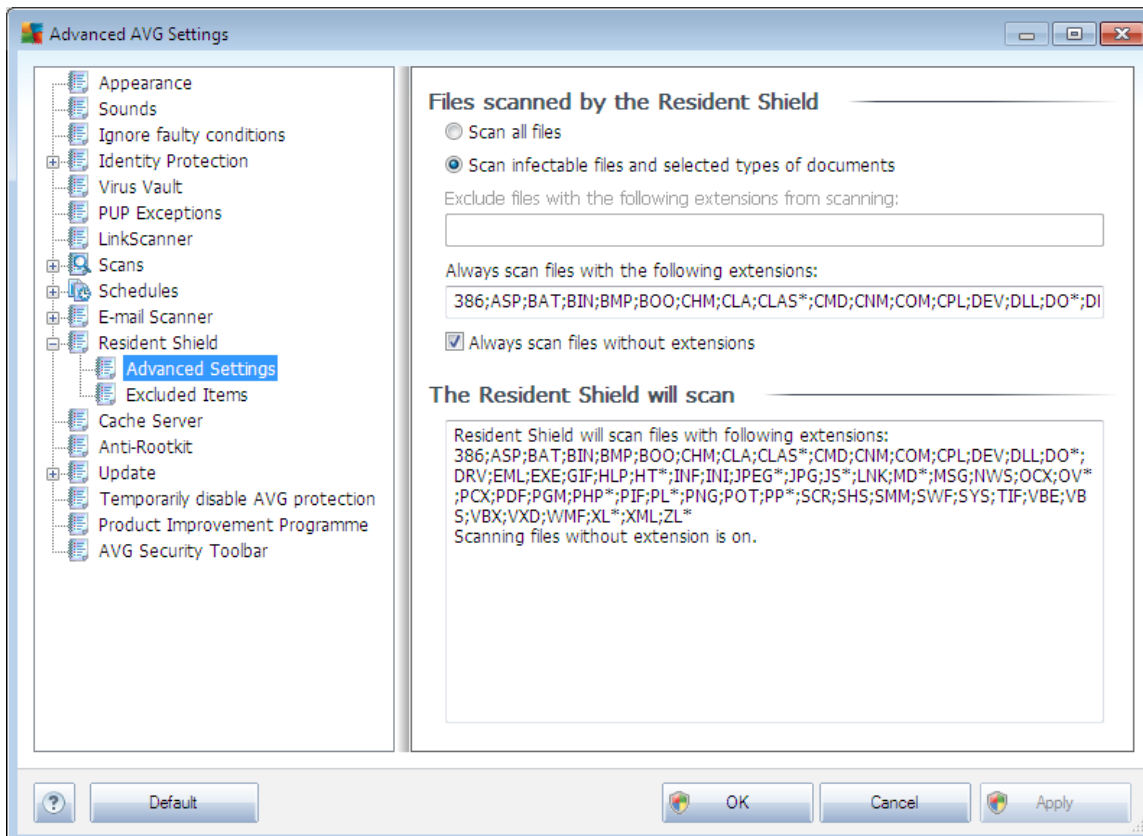 Advanced AVG Settings
Appearance
Sounds
Ignore faulty conditions
Identity Protection
Virus Vault
PUP Exceptions
LinkScanner
Scans
Schedules
E-mail Scanner
Resident Shield
Advanced Settings
Excluded Items
Cache Server
Anti-Rootkit
Update
Temporarily disable AVG protection
Product Improvement Programme
AVG Security Toolbar
Files scanned by the Resident Shield
Scan all files
Scan infectable files and selected types of documents
Exclude files with the following extensions from scanning:
Always scan files with the following extensions:
386;ASP;BAT;BIN;BMP;BOO;CHM;CLA;CLAS*;CMD;CNM;COM;CPL;DEV;DLL;DO*;
Always scan files without extensions
The Resident Shield will scan
Resident Shield will scan files with following extensions:
386;ASP;BAT;BIN;BMP;BOO;CHM;CLA;CLAS*;CMD;CNM;COM;CPL;DEV;DLL;DO*;
DRV;EML;EXE;GIF;HLP;HT*;INF;INI;JPEG*;JPG;JS*;LNK;MD*;MSG;NWS;OCX;OV*
;PCX;PDF;PGM;PHP*;PIF;PL*;PNG;POT;PP*;SCR;SHS;SMM;SWF;SYS;TIF;VBE;VB
S;VBX;VXD;WMF;XL*;XML;ZL*
Scanning files without extension is on.
?
Default
OK
Cancel
Apply